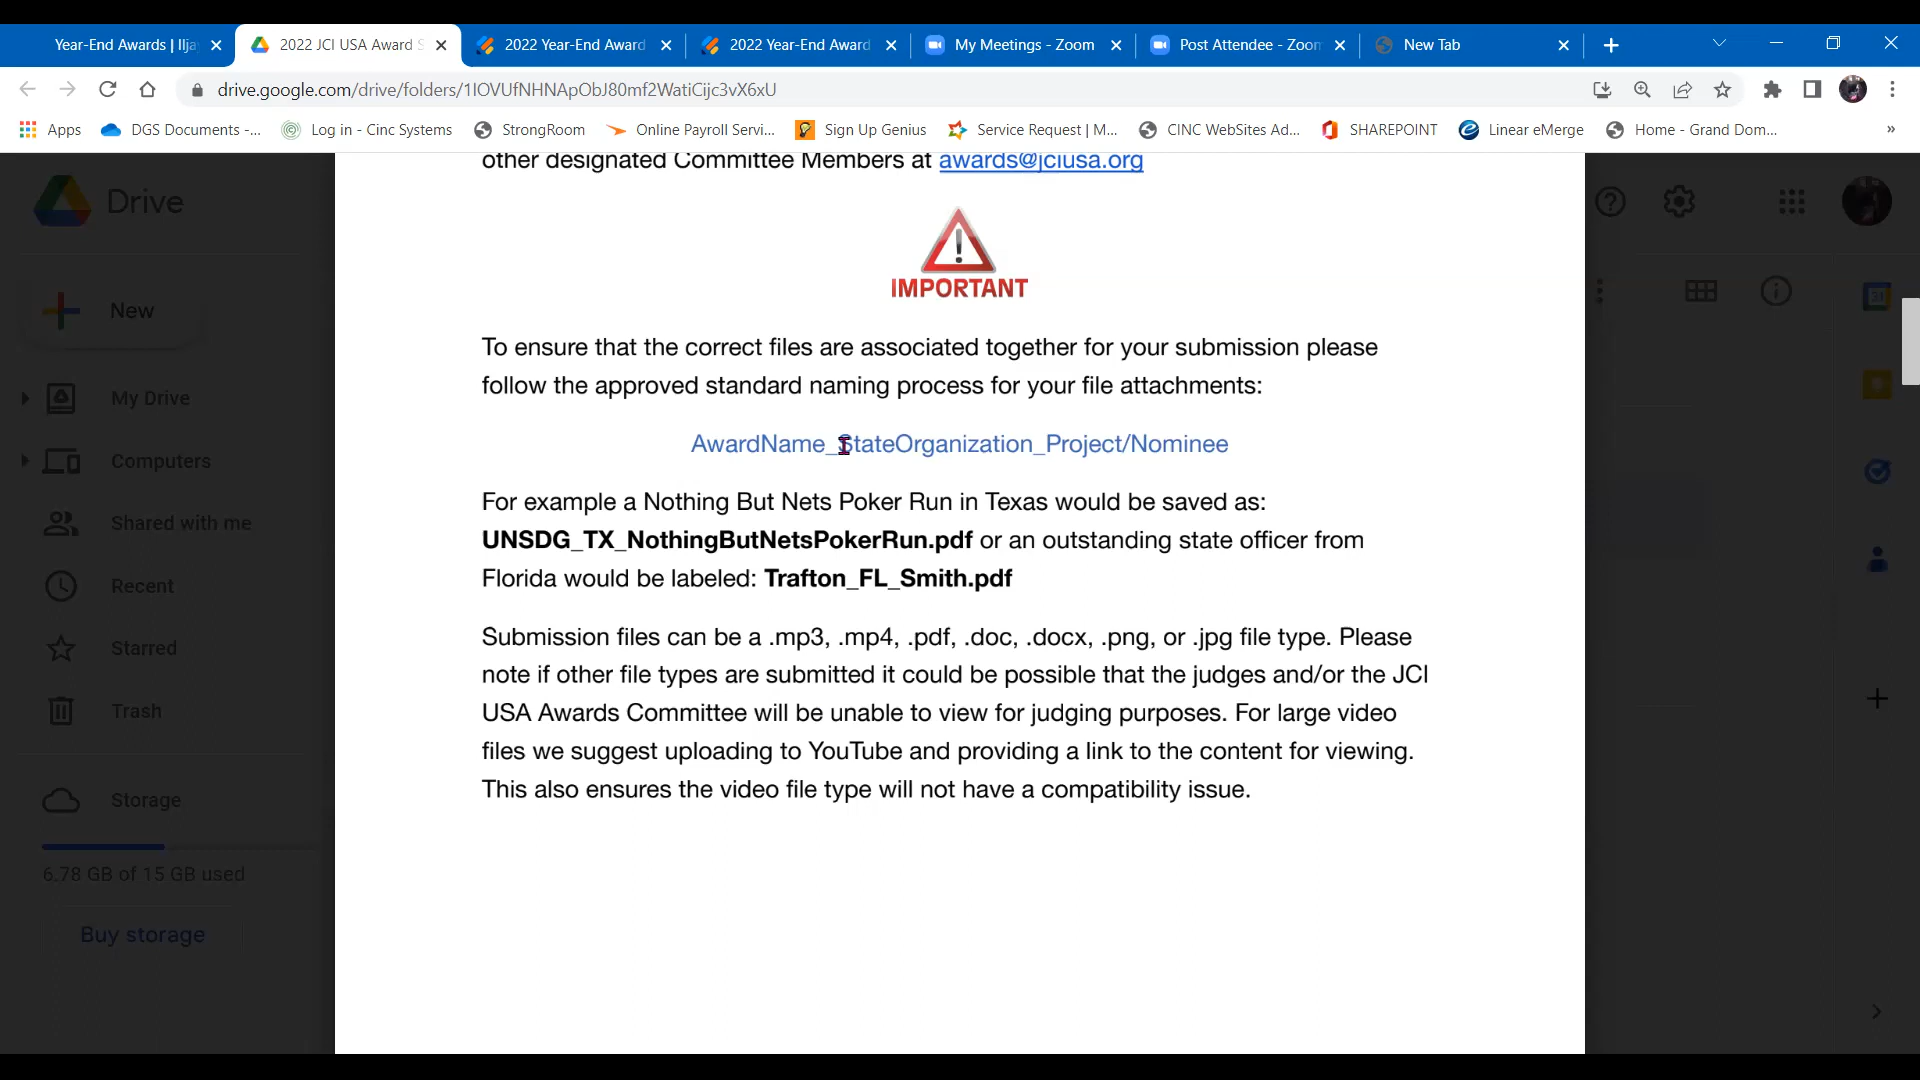 Year-End Awards | Ilja
2022 JCI USA Award S
2022 Year-End Award
2022 Year-End Award
My Meetings - Zoom
Post Attendee - Zoom
New Tab
drive.google.com/drive/folders/1IOVUfNHNApObJ80mf2WatiCijc3vX6xU
Apps
DGS Documents -...
Log in - Cinc Systems
StrongRoom
Online Payroll Servi...
Sign Up Genius
Service Request | M...
CINC WebSites Ad...
SHAREPOINT
Linear eMerge
Home - Grand Dom...
»
Drive
New
My Drive
Computers
Shared with me
Recent
Starred
Trash
Storage
6.78 GB of 15 GB used
Buy storage
other designated Committee Members at awards@jciusa.org
IMPORTANT
To ensure that the correct files are associated together for your submission please
follow the approved standard naming process for your file attachments:
AwardName_StateOrganization_Project/Nominee
For example a Nothing But Nets Poker Run in Texas would be saved as:
UNSDG_TX_NothingButNetsPokerRun.pdf or an outstanding state officer from
Florida would be labeled: Trafton_FL_Smith.pdf
Submission files can be a .mp3, .mp4, .pdf, .doc, .docx, .png, or .jpg file type. Please
note if other file types are submitted it could be possible that the judges and/or the JCI
USA Awards Committee will be unable to view for judging purposes. For large video
files we suggest uploading to YouTube and providing a link to the content for viewing.
This also ensures the video file type will not have a compatibility issue.
31